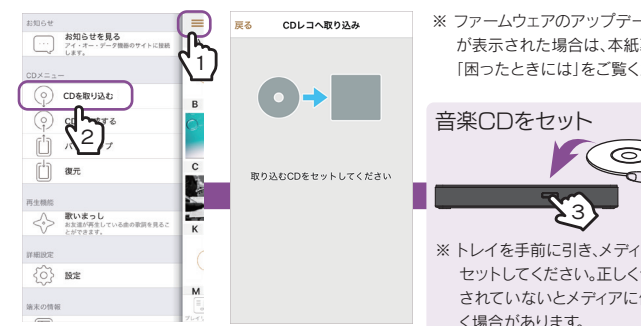 お知らせ
お知らせを見る
アイ・オー・データ機器のサイトに接続
します。
CDメニュー
CDを取り込む
する
復元
再生機能
歌いまっし
お友達が再生している曲の歌詞を見るこ
とができます。
詳細設定
設定
端末の情報
1
2
B
C
K
M
戻る
CDレコへ取り込み
取り込むCDをセットしてください
※ ファームウェアのアップデー
が表示された場合は、本紙
「困ったときには」をご覧く
音楽CDをセット
3
※ トレイを手前に引き、メディ
セットしてください。正しく
されていないとメディアに
く場合があります。